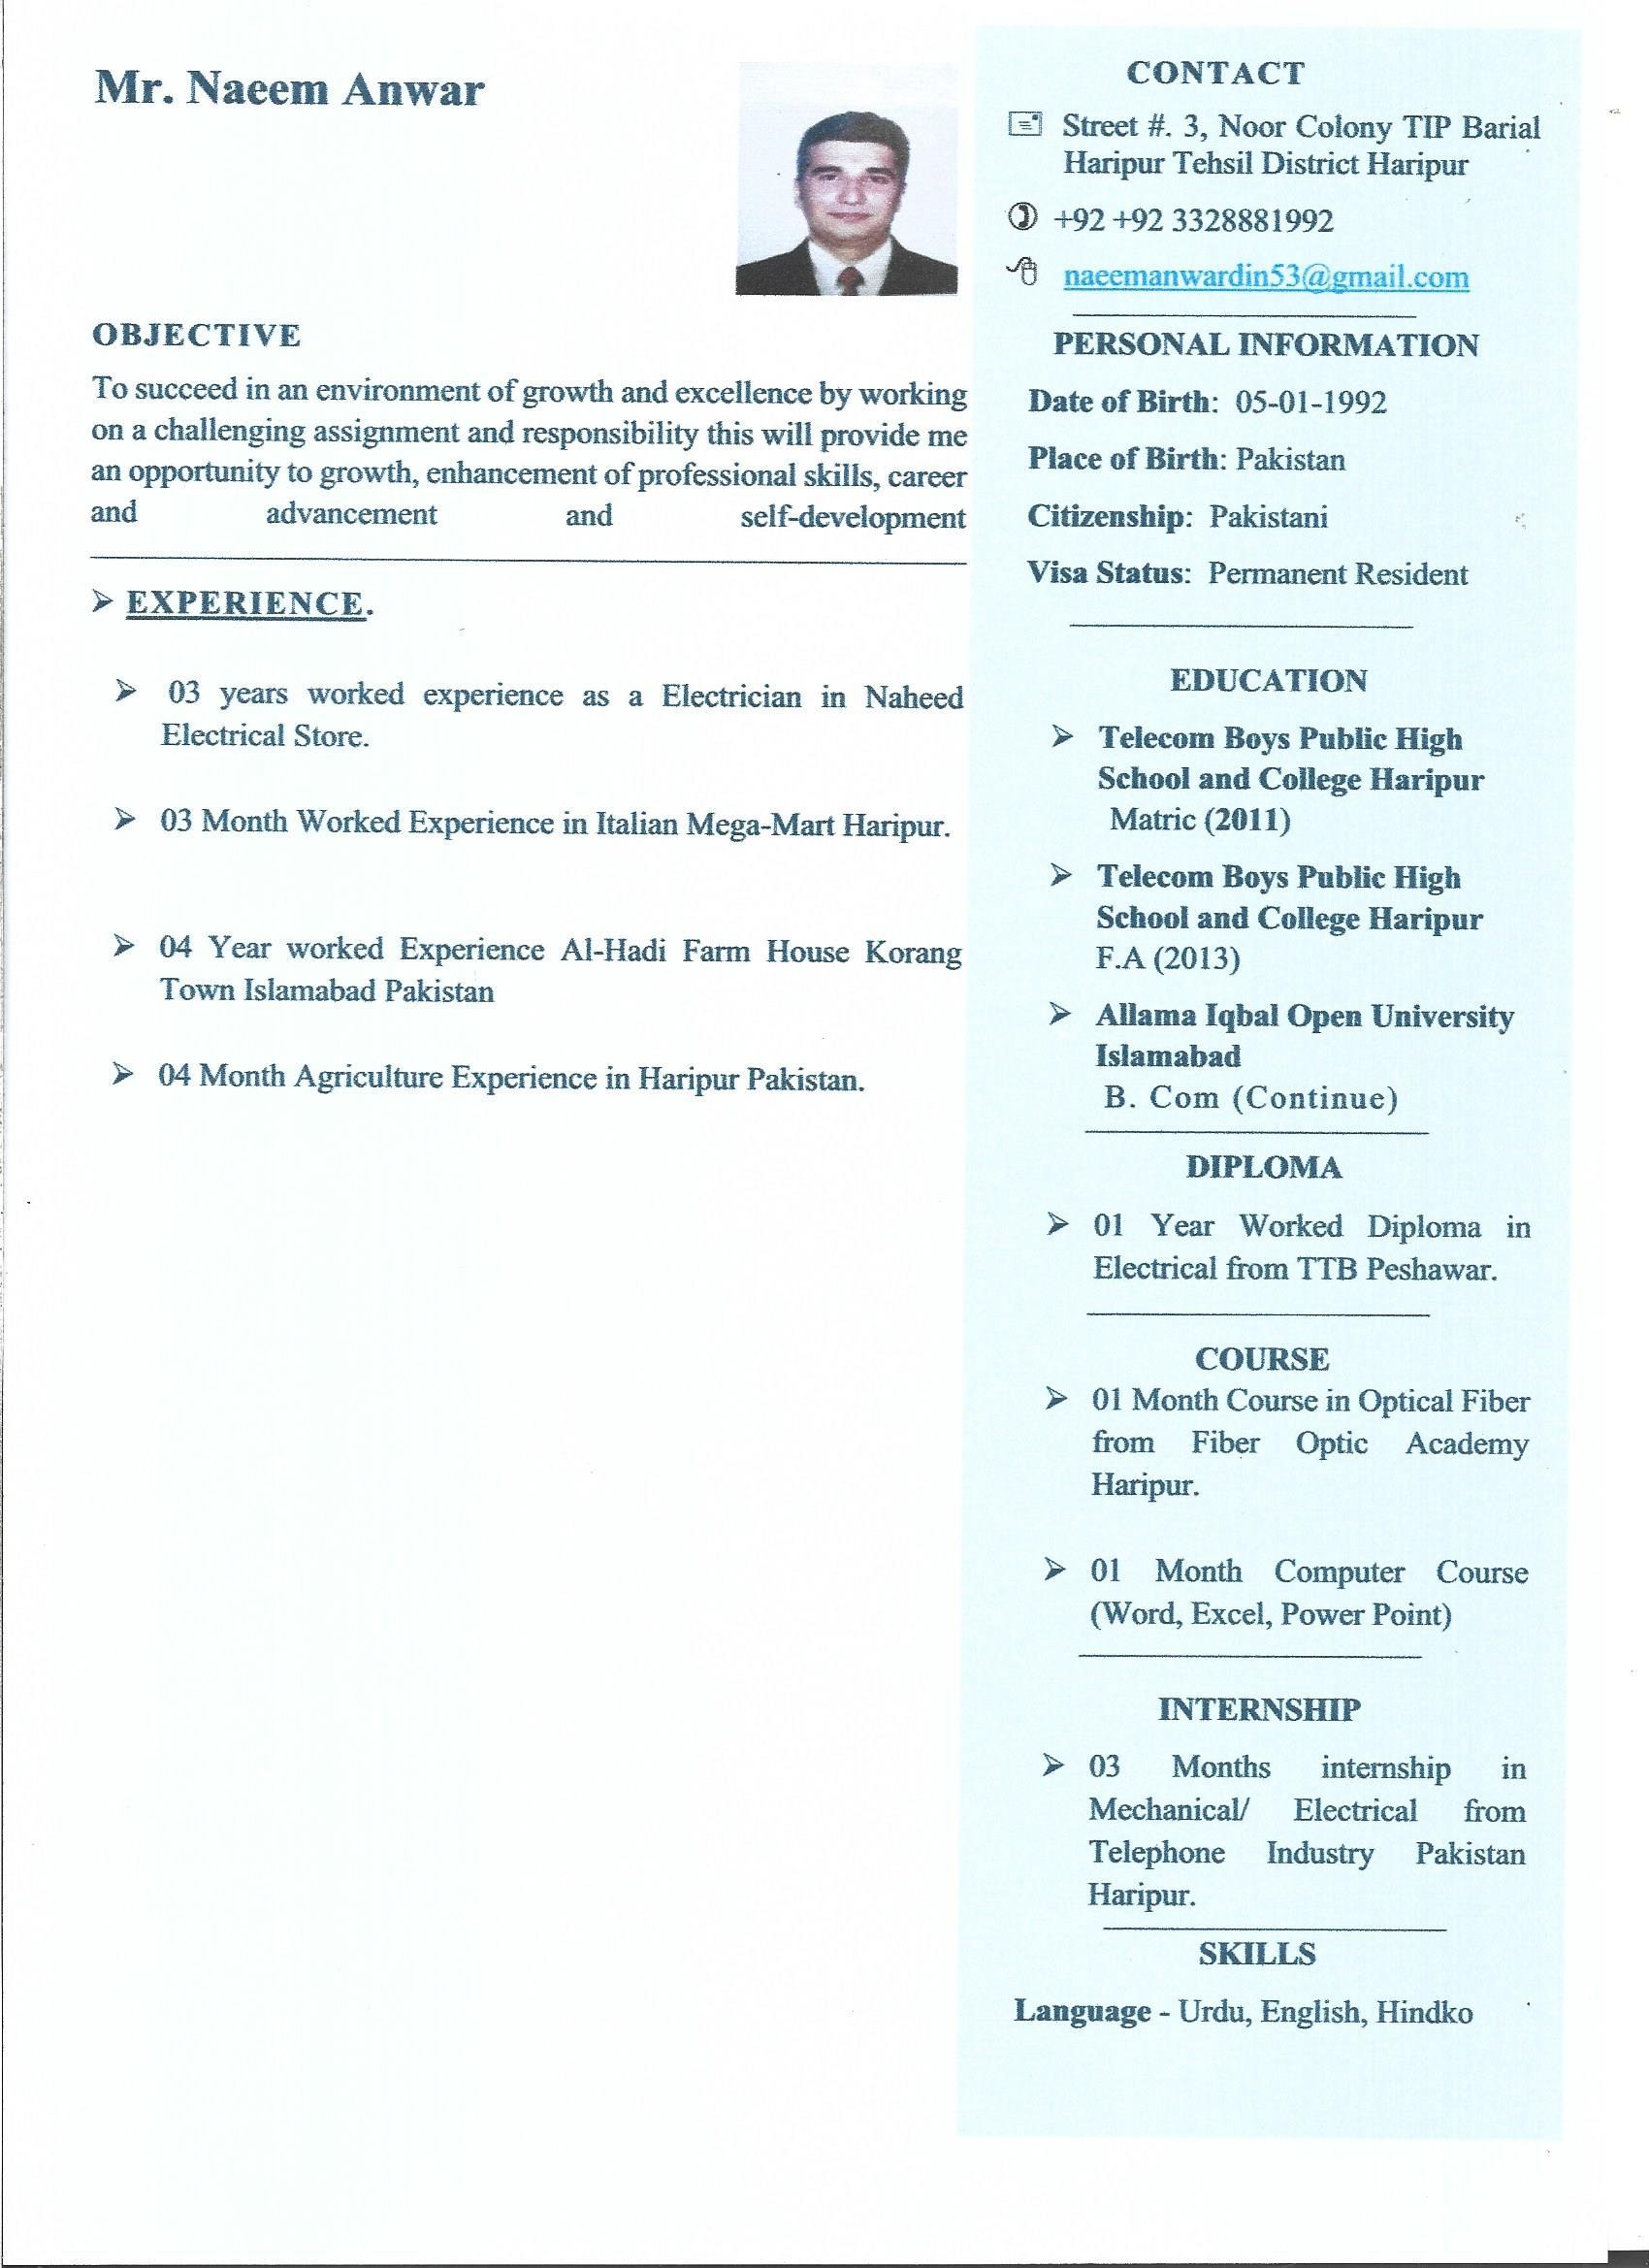 Mr. Naeem Anwar
OBJECTIVE
To succeed in an environment of growth and excellence by working
on a challenging assignment and responsibility this will provide me
an opportunity to growth, enhancement of professional skills, career
and advancement and self-development
➢ EXPERIENCE.
➢ 03 years worked experience as a Electrician in Naheed
Electrical Store.
➢ 03 Month Worked Experience in Italian Mega-Mart Haripur.
➢ 04 Year worked Experience Al-Hadi Farm House Korang
Town Islamabad Pakistan
➢ 04 Month Agriculture Experience in Haripur Pakistan.
CONTACT
Street #. 3, Noor Colony TIP Barial
Haripur Tehsil District Haripur
+92 +92 3328881992
naeemanwardin53@gmail.com
PERSONAL INFORMATION
Date of Birth: 05-01-1992
Place of Birth: Pakistan
Citizenship: Pakistani
Visa Status: Permanent Resident
EDUCATION
➢ Telecom Boys Public High
School and College Haripur
Matric (2011)
➢ Telecom Boys Public High
School and College Haripur
F.A (2013)
➢ Allama Iqbal Open University
Islamabad
B. Com (Continue)
DIPLOMA
➢ 01 Year Worked Diploma in
Electrical from TTB Peshawar.
COURSE
➢ 01 Month Course in Optical Fiber
from Fiber Optic Academy
Haripur.
➢ 01 Month Computer Course
(Word, Excel, Power Point)
INTERNSHIP
➢ 03 Months internship in
Mechanical/ Electrical from
Telephone Industry Pakistan
Haripur.
SKILLS
Language - Urdu, English, Hindko